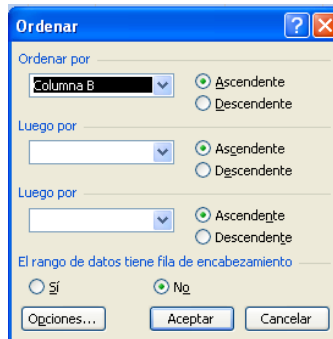 Ordenar
Ordenar por
Columna B
Ascendente
Descendente
Luego por
Ascendente
Descendente
Luego por
Ascendente
Descendente
El rango de datos tiene fila de encabezamiento
Sí No
Opciones... Aceptar Cancelar